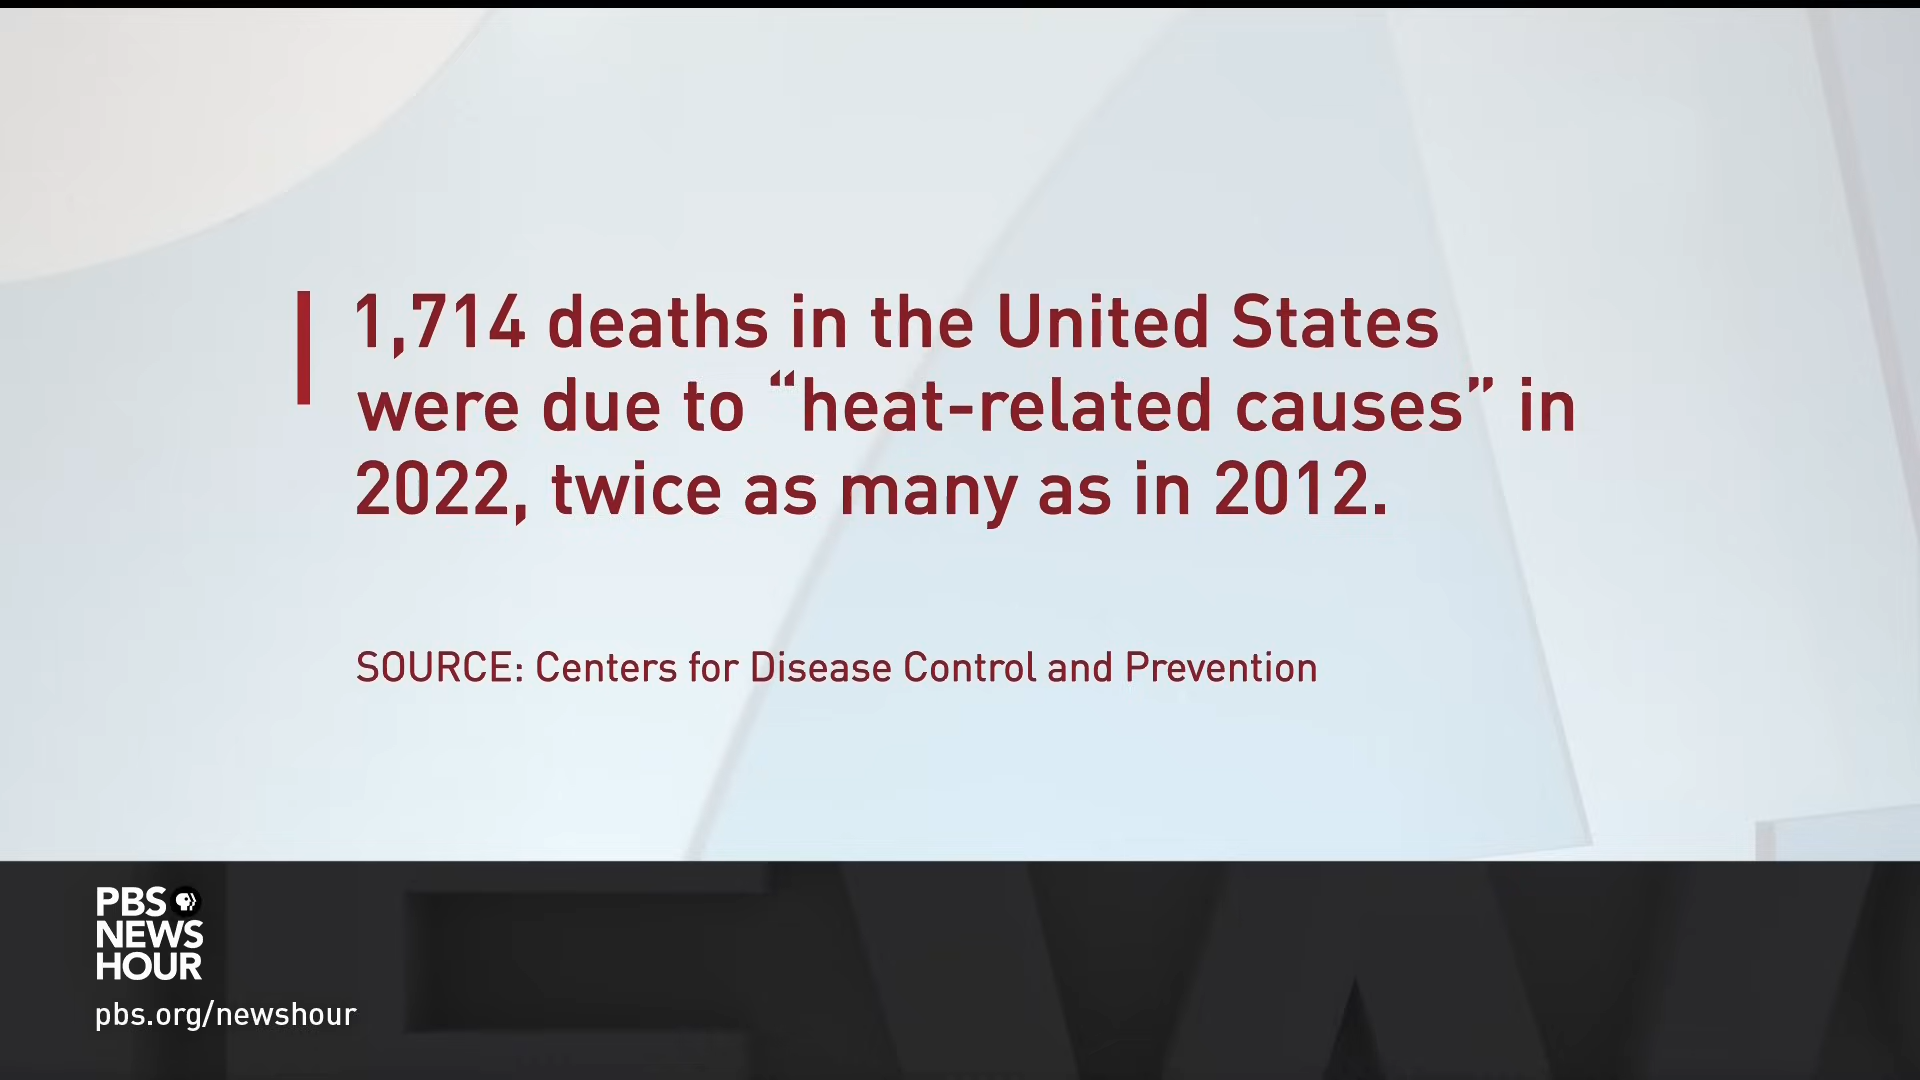 1,714 deaths in the United States
were due to “heat-related causes” in
2022, twice as many as in 2012.
SOURCE: Centers for Disease Control and Prevention
PBS
NEWS
HOUR
pbs.org/newshour